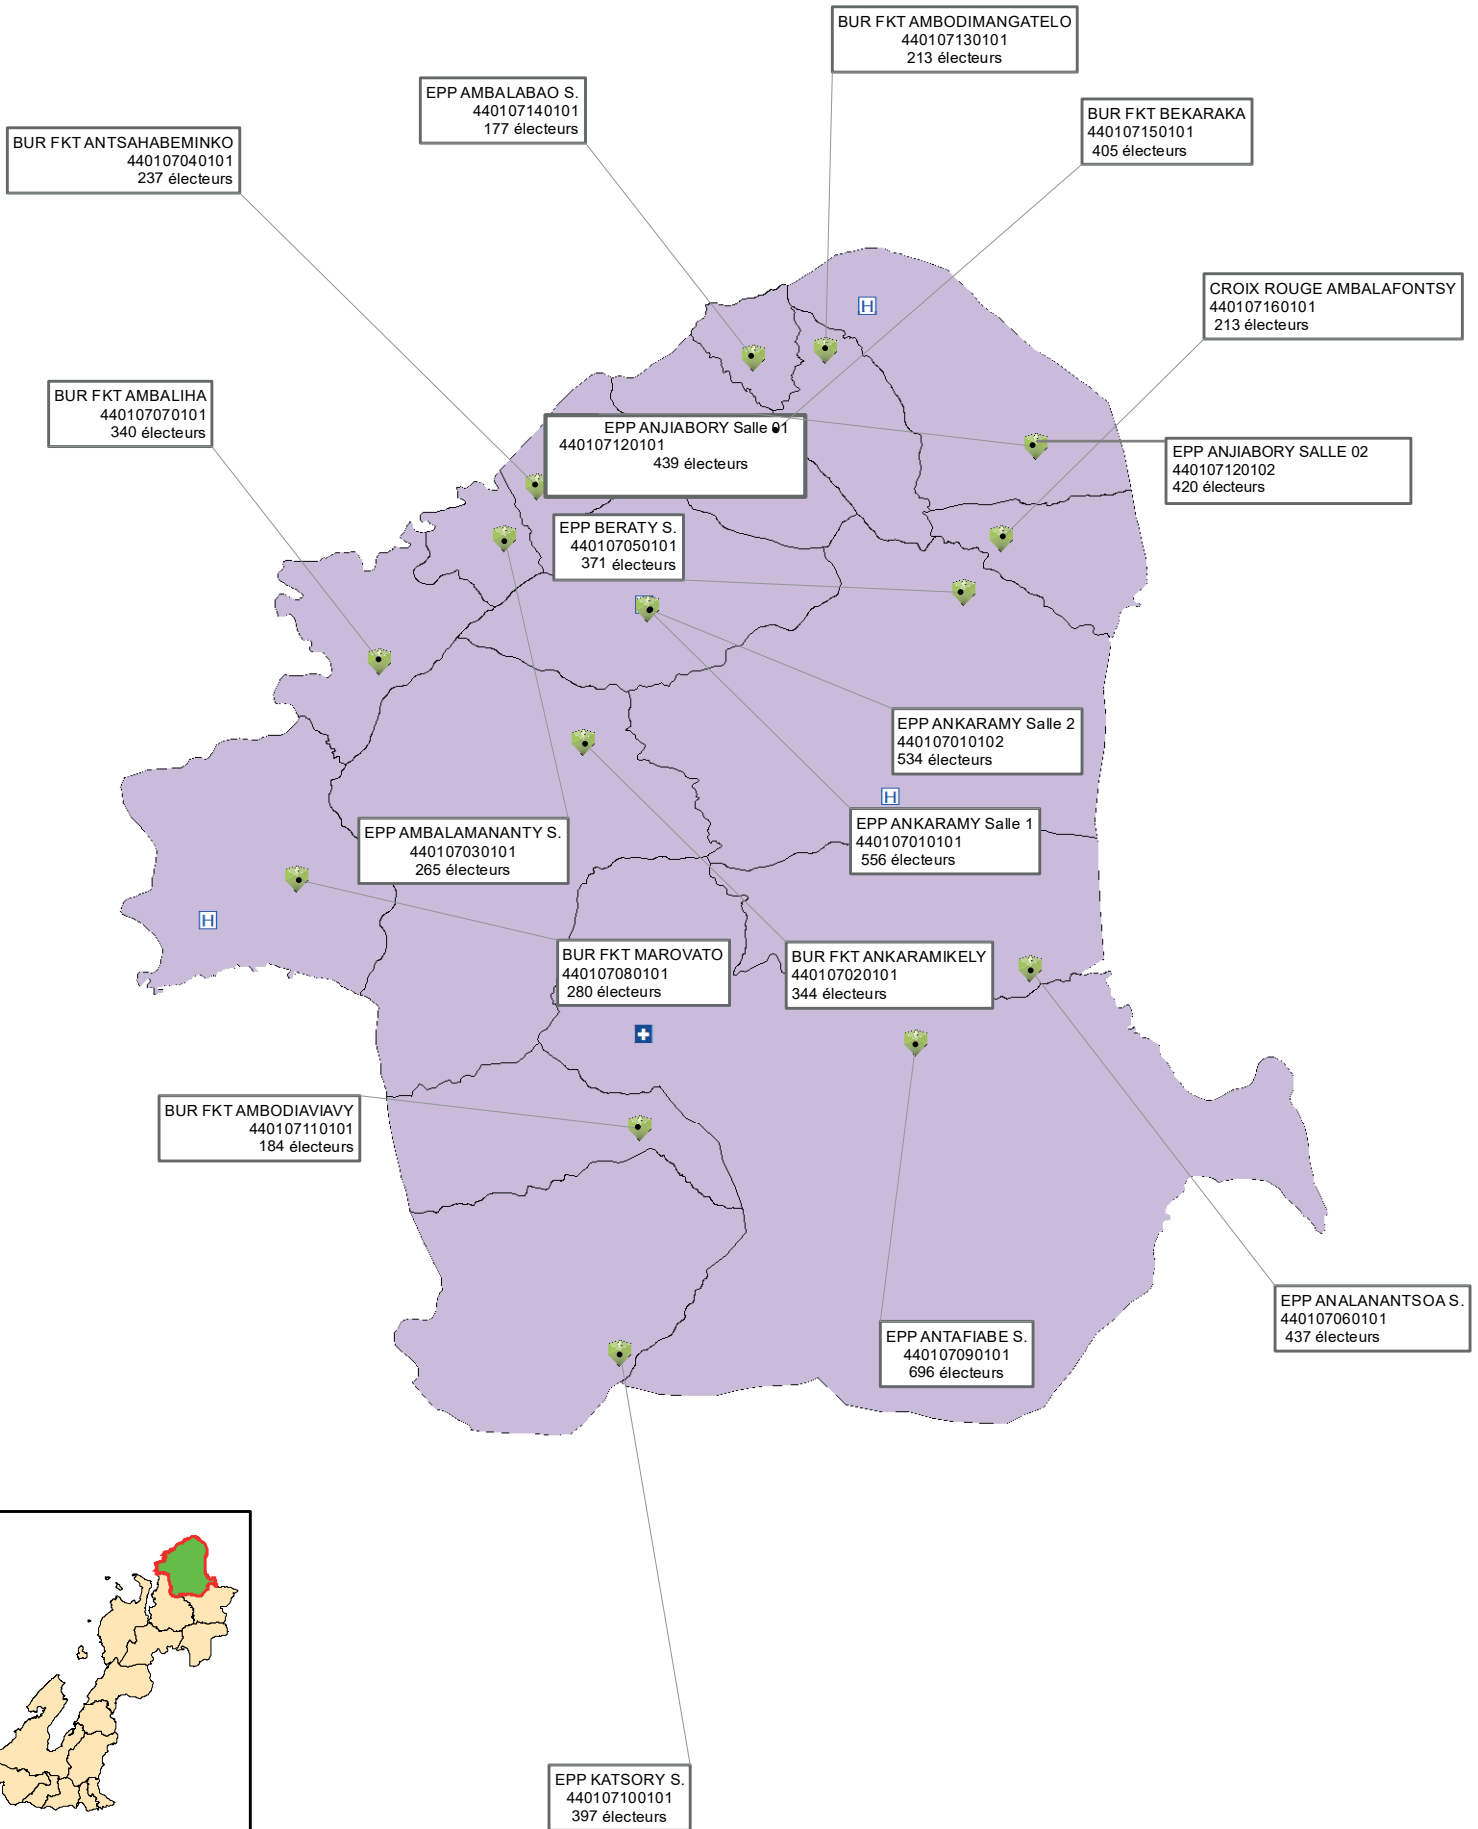 BUR FKT AMBODIMANGATELO
440107130101
213 électeurs
EPP AMBALABAO S.
440107140101
177 électeurs
BUR FKT BEKARAKA
440107150101
405 électeurs
BUR FKT ANTSAHABEMINKO
440107040101
237 électeurs
CROIX ROUGE AMBALAFONTSY
440107160101
213 électeurs
H
BUR FKT AMBALIHA
440107070101
340 électeurs
EPP ANJIABORY Salle 01
440107120101
439 électeurs
EPP ANJIABORY SALLE 02
440107120102
420 électeurs
EPP BERATY S.
440107050101
371 électeurs
EPP ANKARAMY Salle 2
440107010102
534 électeurs
H
EPP ANKARAMY Salle 1
440107010101
556 électeurs
EPP AMBALAMANANTY S.
440107030101
265 électeurs
H
BUR FKT MAROVATO
440107080101
280 électeurs
BUR FKT ANKARAMIKELY
440107020101
344 électeurs
BUR FKT AMBODIAVIAVY
440107110101
184 électeurs
EPP ANALANANTSOA S.
440107060101
437 électeurs
EPP ANTAFIABE S.
440107090101
696 électeurs
EPP KATSORY S.
440107100101
397 électeurs